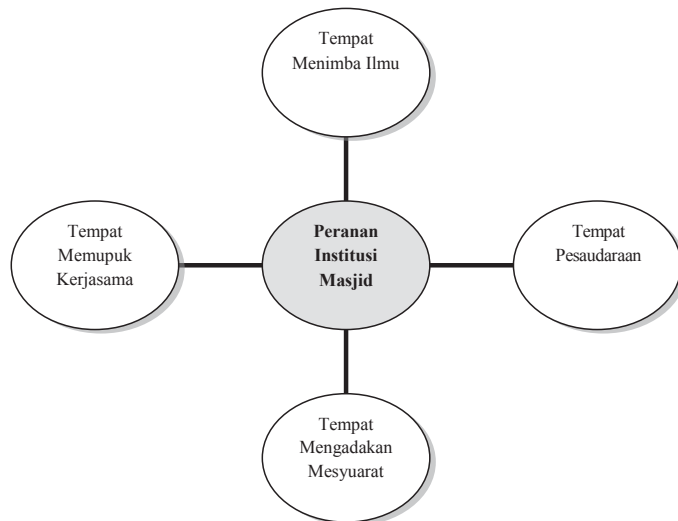 Tempat
Menimba Ilmu
Tempat
Memupuk
Kerjasama
Peranan
Institusi
Masjid
Tempat
Pesaudaraan
Tempat
Mengadakan
Mesyuarat